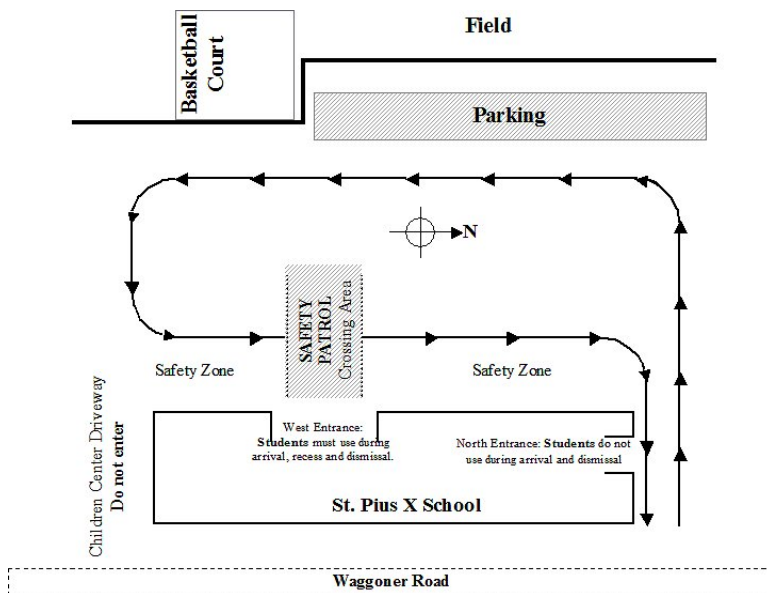 Field
Basketball
Court
Parking
N
SAFETY
PATROL
Crossing Area
Safety Zone
Safety Zone
Children Center Driveway
Do not enter
West Entrance:
Students must use during
arrival, recess and dismissal.
North Entrance: Students do not
use during arrival and dismissal
St. Pius X School
Waggoner Road